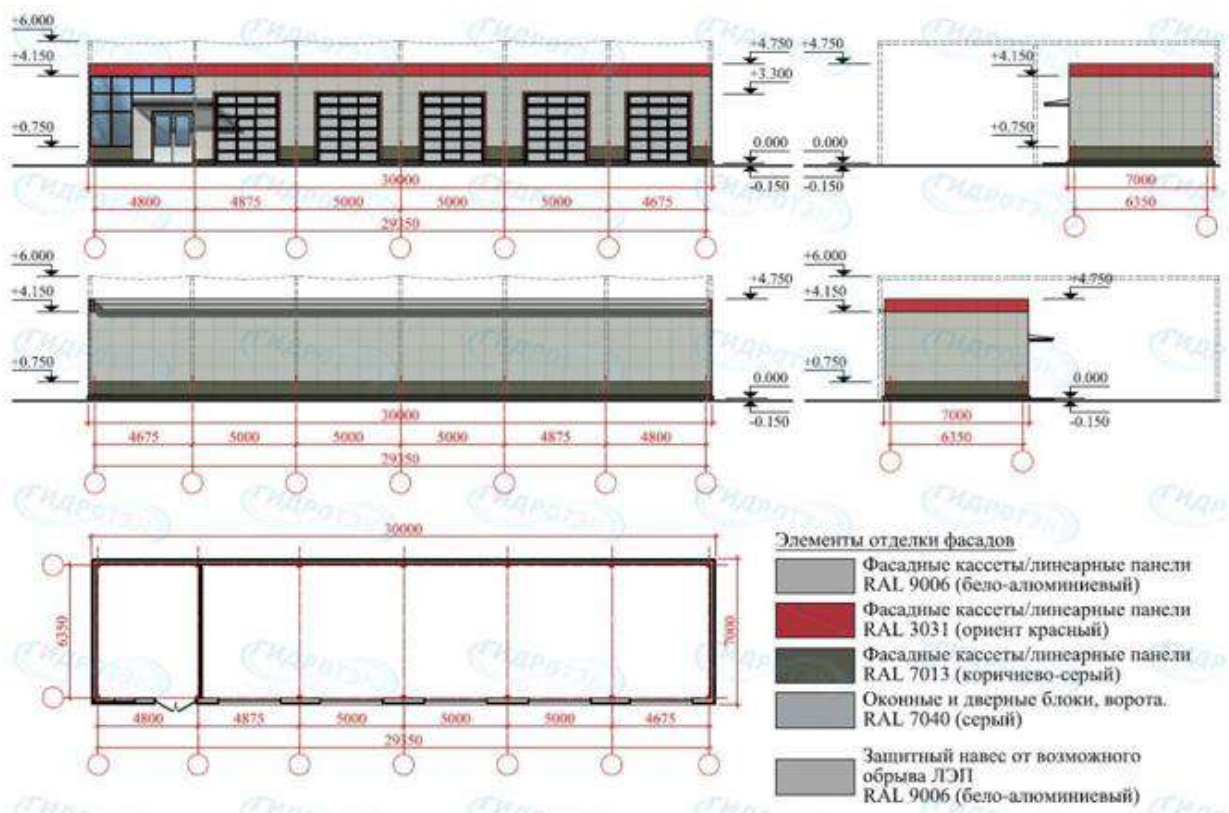 +6.000
+4.150
+0.750
+4.750
+3.300
0.000
-0.150
30000
4800 4875 5000 5000 5000 4675
29350
+4.750
+4.150
+0.750
0.000
-0.150
7000
6350
+6.000
+4.150
+0.750
+4.750
0.000
-0.150
30000
4675 5000 5000 5000 4875 4800
29350
+6.000
+4.150
+0.750
+4.750
0.000
-0.150
7000
6350
30000
6350
7000
4800 4875 5000 5000 5000 4675
29350
Элементы отделки фасадов
Фасадные кассеты/линеарные панели
RAL 9006 (бело-алюминиевый)
Фасадные кассеты/линеарные панели
RAL 3031 (ориент красный)
Фасадные кассеты/линеарные панели
RAL 7013 (коричнево-серый)
Оконные и дверные блоки, ворота.
RAL 7040 (серый)
Защитный навес от возможного
обрыва ЛЭП
RAL 9006 (бело-алюминиевый)
ГИДРОТЭН